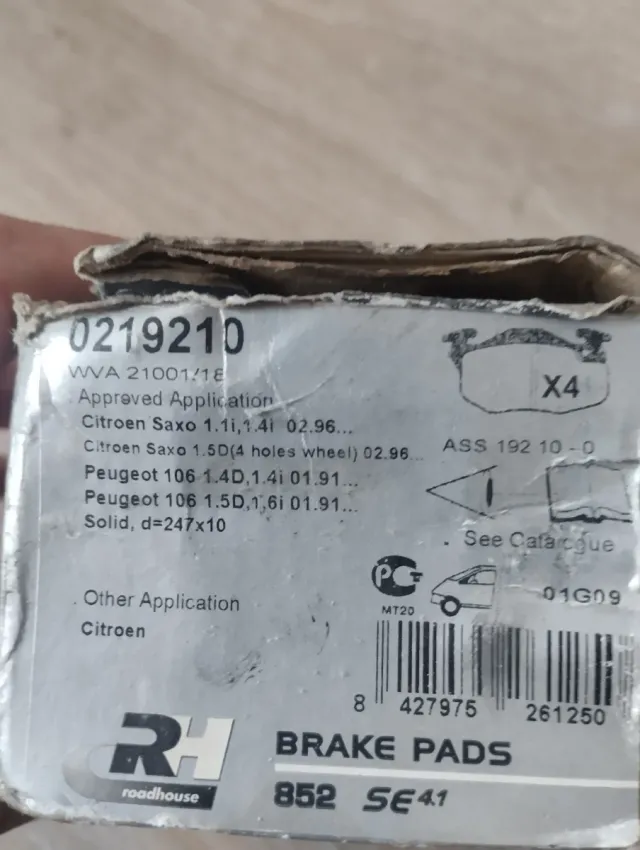 0219210
WVA 21001/18
Approved Application
Citroen Saxo 1.1i,1.4i 02.96...
Citroen Saxo 1.5D(4 holes wheel) 02.96...
Peugeot 106 1.4D,1.4i 01.91...
Peugeot 106 1.5D,1.6i 01.91...
Solid, d=247x10
X4
ASS 192 10 - 0
. See Catalogue
. Other Application
Citroen
PCT
MT20
01G09
8 427975 261250
RH
roadhouse
BRAKE PADS
852 SE 4.1